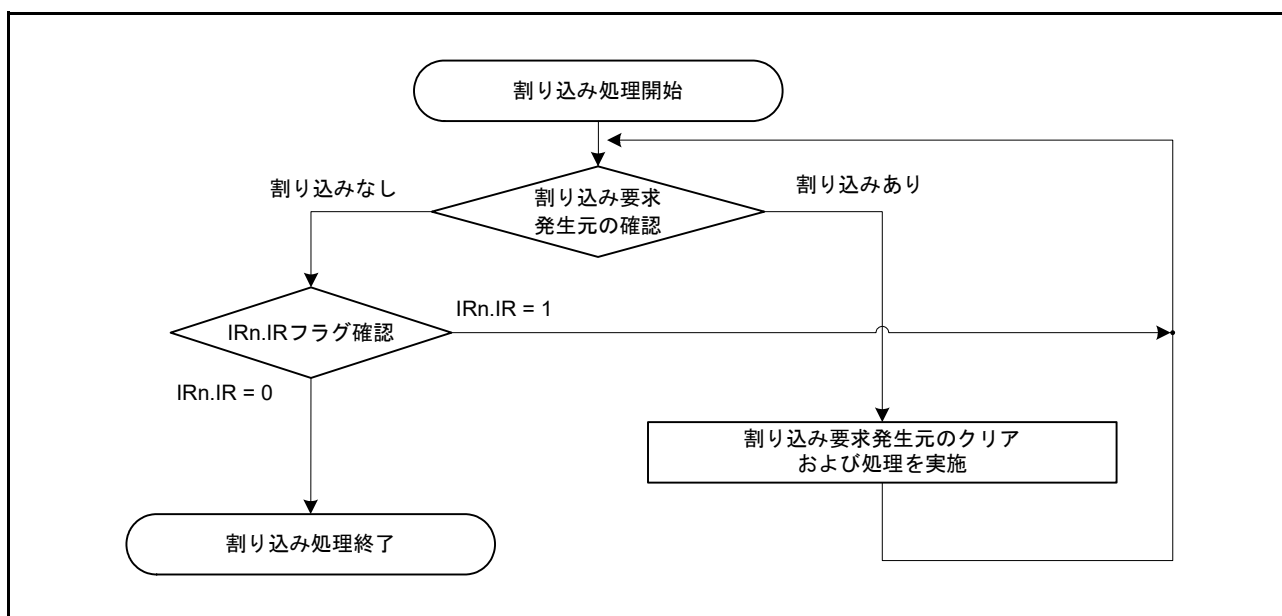 割り込み処理開始
割り込みなし
割り込みあり
割り込み要求
発生元の確認
IRn.IR = 1
IRn.IRフラグ確認
IRn.IR = 0
割り込み要求発生元のクリア
および処理を実施
割り込み処理終了